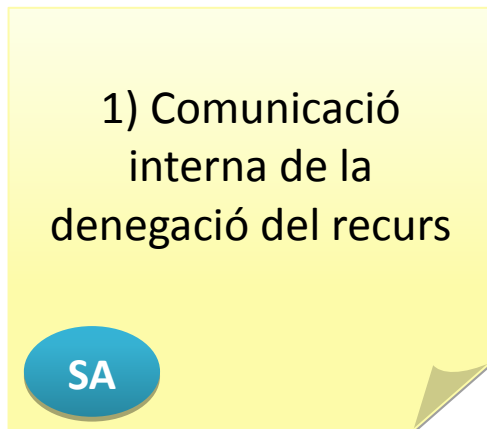 1) Comunicació
interna de la
denegació del recurs
SA